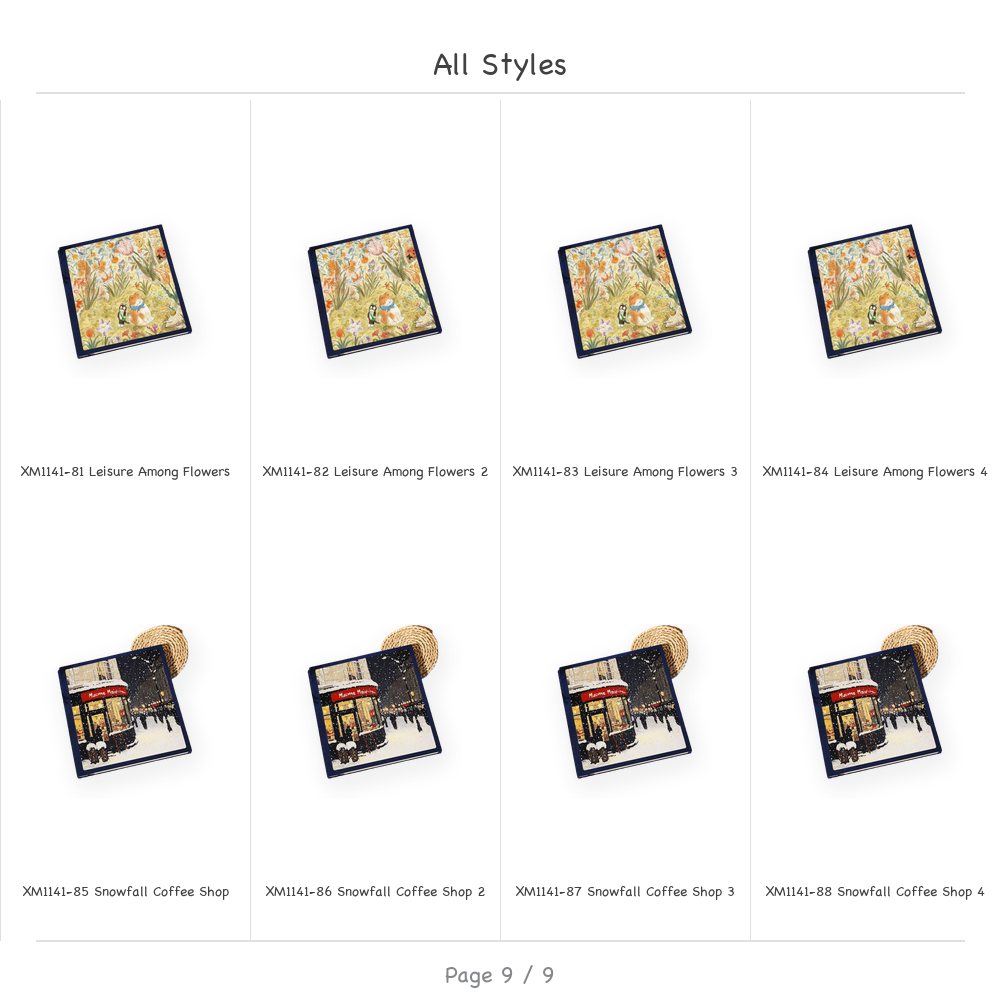 All Styles
XM1141-81 Leisure Among Flowers
XM1141-82 Leisure Among Flowers 2
XM1141-83 Leisure Among Flowers 3
XM1141-84 Leisure Among Flowers 4
XM1141-85 Snowfall Coffee Shop
XM1141-86 Snowfall Coffee Shop 2
XM1141-87 Snowfall Coffee Shop 3
XM1141-88 Snowfall Coffee Shop 4
Page 9 / 9